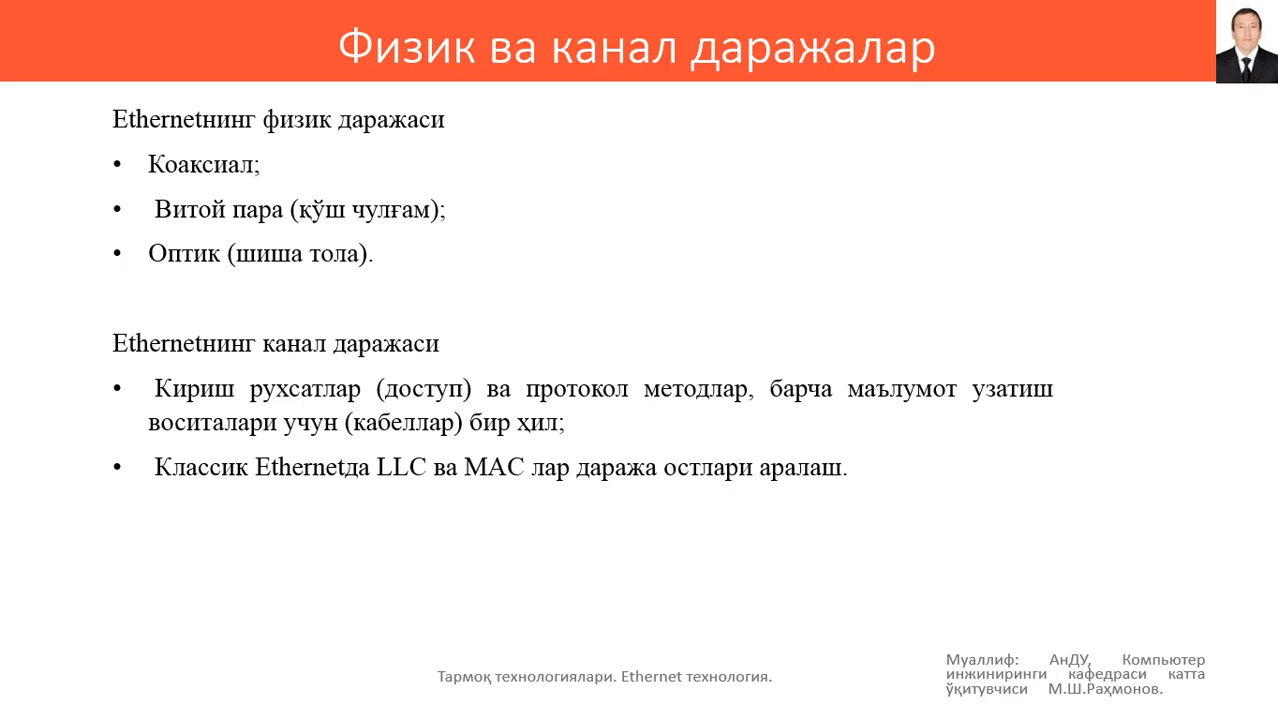 Физик ва канал даражалар
Ethernetнинг физик даражаси
• Коаксиал;
• Витой пара (қўш чулғам);
• Оптик (шиша тола).
Ethernetнинг канал даражаси
• Кириш рухсатлар (доступ) ва протокол методлар, барча маълумот узатиш
воситалари учун (кабеллар) бир ҳил;
• Классик Ethernetда LLC ва MAC лар даража остлари аралаш.
Тармоқ технологиялари. Ethernet технология.
Муаллиф: АнДУ, Компьютер
инжиниринги кафедраси катта
ўқитувчиси М.Ш.Раҳмонов.